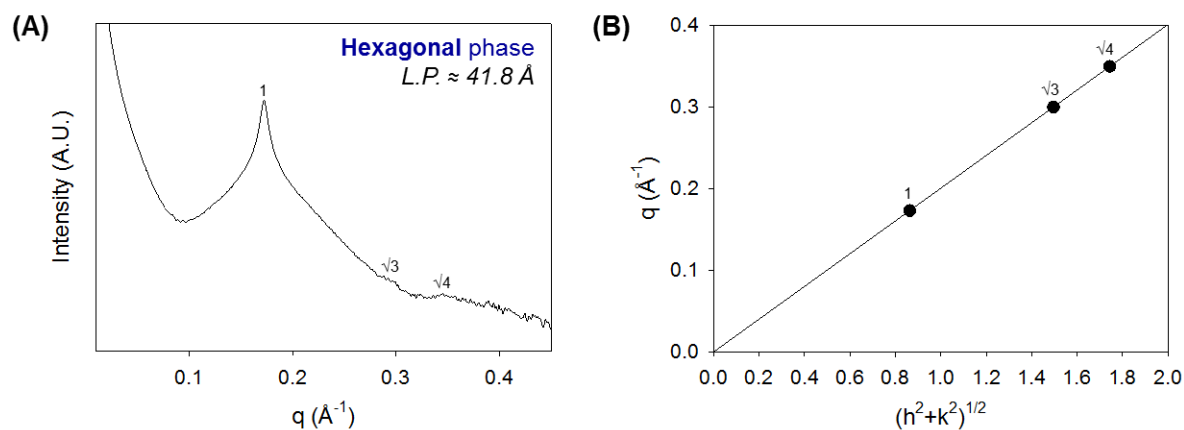 (A)
Hexagonal phase
L.P. ≈ 41.8 Å
1
√3
√4
Intensity (A.U.)
0.1 0.2 0.3 0.4
q (Å⁻¹)
(B)
0.4
0.3
0.2
0.1
0.0
√4
√3
1
q (Å⁻¹)
0.0 0.2 0.4 0.6 0.8 1.0 1.2 1.4 1.6 1.8 2.0
(h²+k²)¹/²